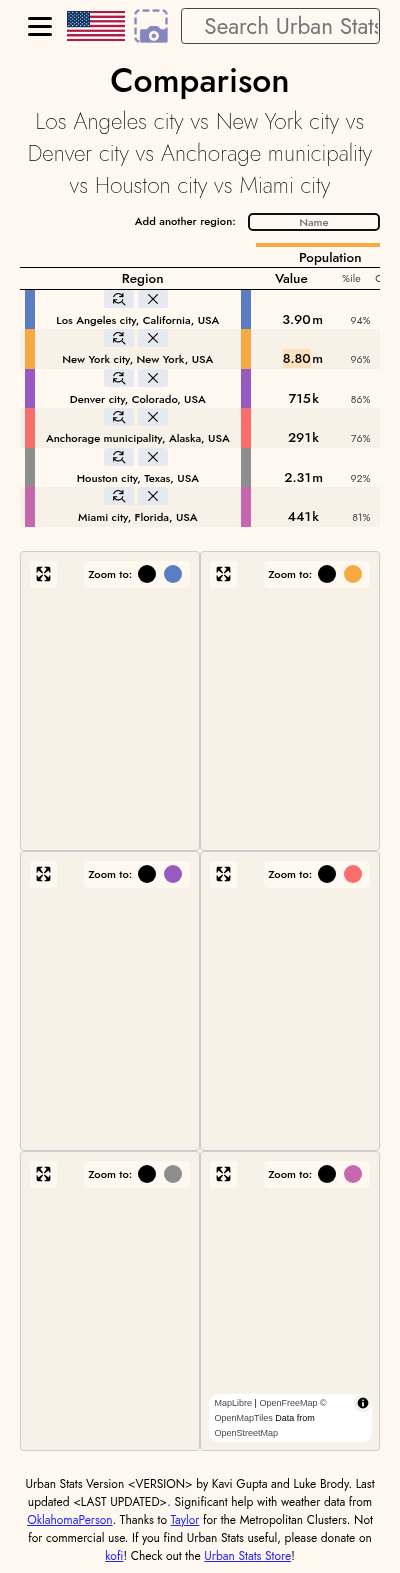 Search Urban Stats
Comparison
Los Angeles city vs New York city vs
Denver city vs Anchorage municipality
vs Houston city vs Miami city
Add another region:
Name
Population
Region
Value
%ile
Los Angeles city, California, USA
3.90 m
94%
New York city, New York, USA
8.80 m
96%
Denver city, Colorado, USA
715 k
86%
Anchorage municipality, Alaska, USA
291 k
76%
Houston city, Texas, USA
2.31 m
92%
Miami city, Florida, USA
441 k
81%
Zoom to:
Zoom to:
Zoom to:
Zoom to:
Zoom to:
Zoom to:
MapLibre | OpenFreeMap ©
OpenMapTiles Data from
OpenStreetMap
Urban Stats Version <VERSION> by Kavi Gupta and Luke Brody. Last
updated <LAST UPDATED>. Significant help with weather data from
OklahomaPerson. Thanks to Taylor for the Metropolitan Clusters. Not
for commercial use. If you find Urban Stats useful, please donate on
kofi! Check out the Urban Stats Store!